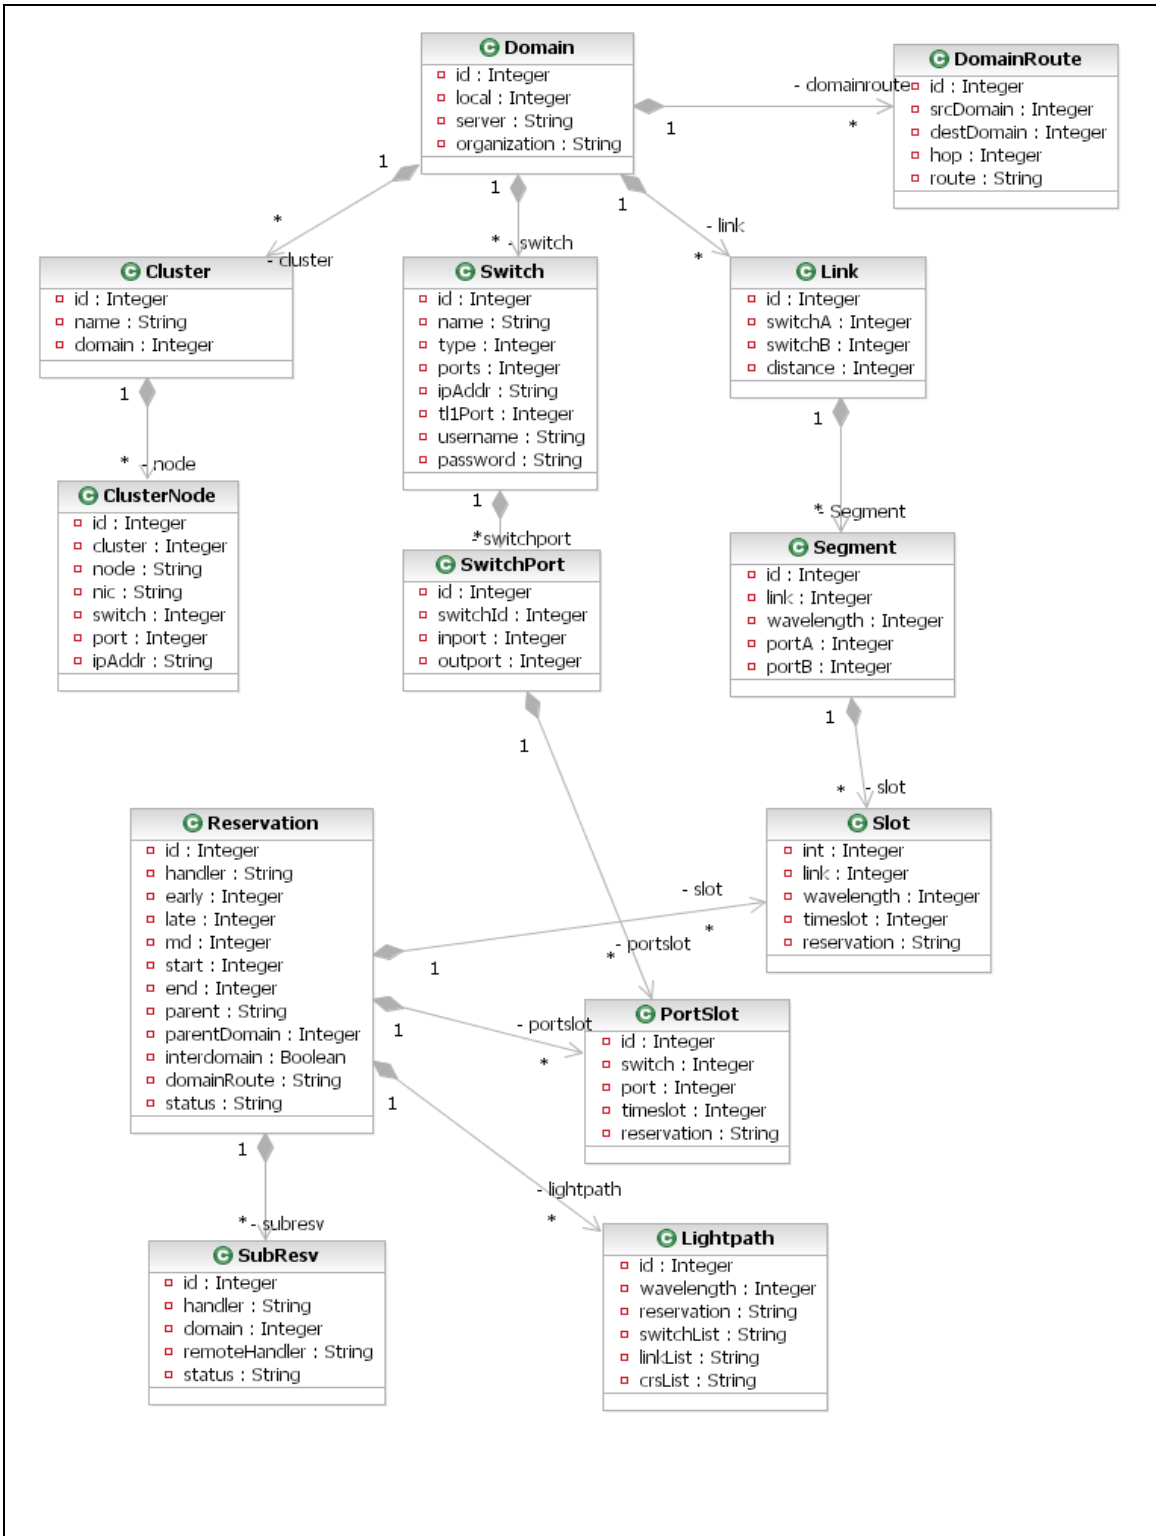 Domain
id : Integer
local : Integer
server : String
organization : String
DomainRoute
id : Integer
srcDomain : Integer
destDomain : Integer
hop : Integer
route : String
- domainroute
1
*
1
*
- cluster
1
* - switch
1
- link
*
Cluster
id : Integer
name : String
domain : Integer
Switch
id : Integer
name : String
type : Integer
ports : Integer
ipAddr : String
tl1Port : Integer
username : String
password : String
Link
id : Integer
switchA : Integer
switchB : Integer
distance : Integer
1
* - node
1
* - switchport
1
* - Segment
ClusterNode
id : Integer
cluster : Integer
node : String
nic : String
switch : Integer
port : Integer
ipAddr : String
SwitchPort
id : Integer
switchId : Integer
inport : Integer
outport : Integer
Segment
id : Integer
link : Integer
wavelength : Integer
portA : Integer
portB : Integer
1
* - portslot
1
* - slot
Reservation
id : Integer
handler : String
early : Integer
late : Integer
md : Integer
start : Integer
end : Integer
parent : String
parentDomain : Integer
interdomain : Boolean
domainRoute : String
status : String
Slot
int : Integer
link : Integer
wavelength : Integer
timeslot : Integer
reservation : String
- slot
*
1
- portslot
1
*
1
- lightpath
*
PortSlot
id : Integer
switch : Integer
port : Integer
timeslot : Integer
reservation : String
1
* - subresv
SubResv
id : Integer
handler : String
domain : Integer
remoteHandler : String
status : String
Lightpath
id : Integer
wavelength : Integer
reservation : String
switchList : String
linkList : String
crsList : String